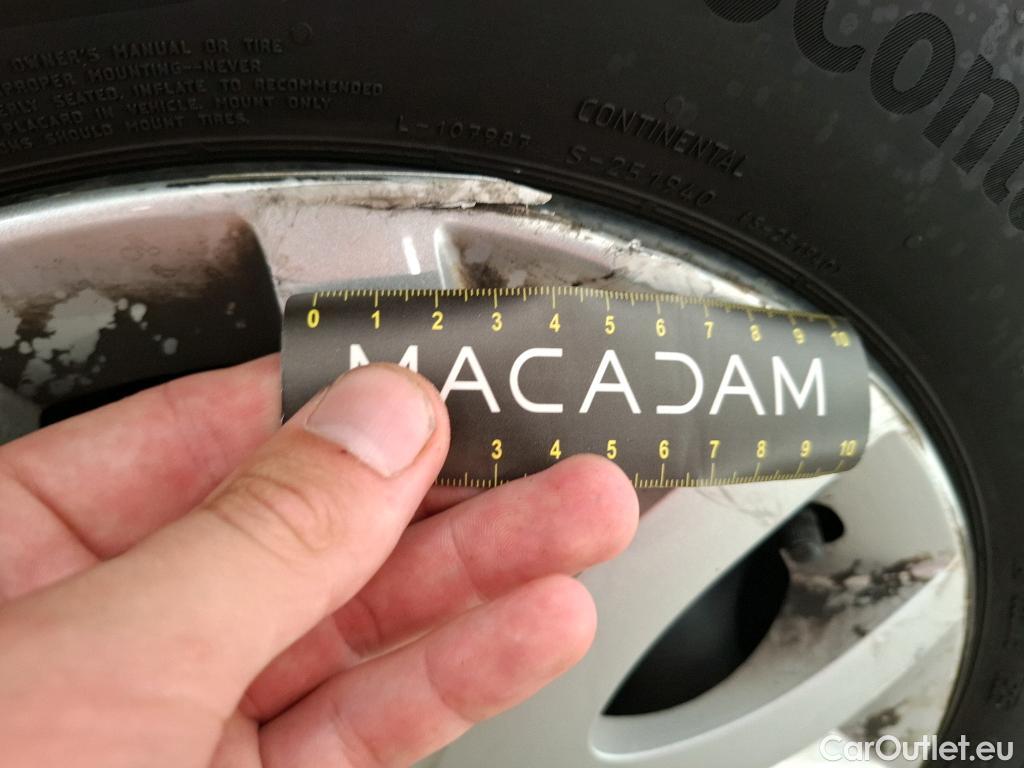 OWNER'S MANUAL OR TIRE
PROPER MOUNTING—NEVER
SEATED. INFLATE TO RECOMMENDED
PLACARD IN VEHICLE. MOUNT ONLY
SHOULD MOUNT TIRES.
L-107987
CONTINENTAL
S-251940
Cont
0 1 2 3 4 5 6 7 8 9 10
MACADAM
3 4 5 6 7 8 9 10
CarOutlet.eu